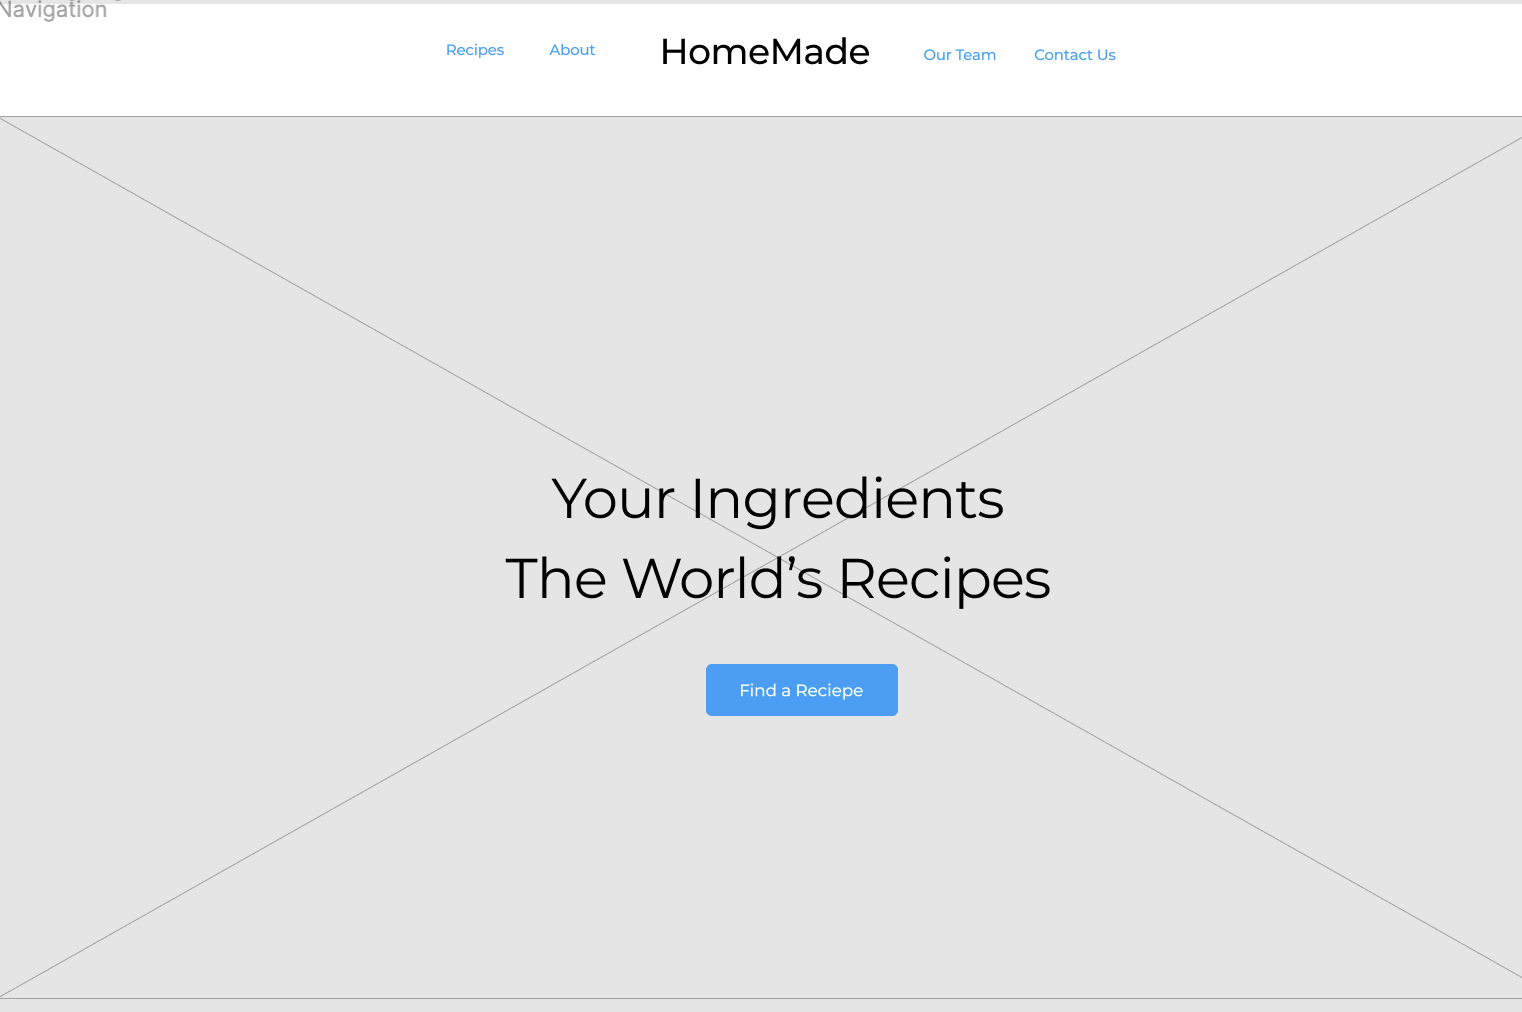 Navigation
Recipes About HomeMade Our Team Contact Us
Your Ingredients
The World’s Recipes
Find a Reciepe